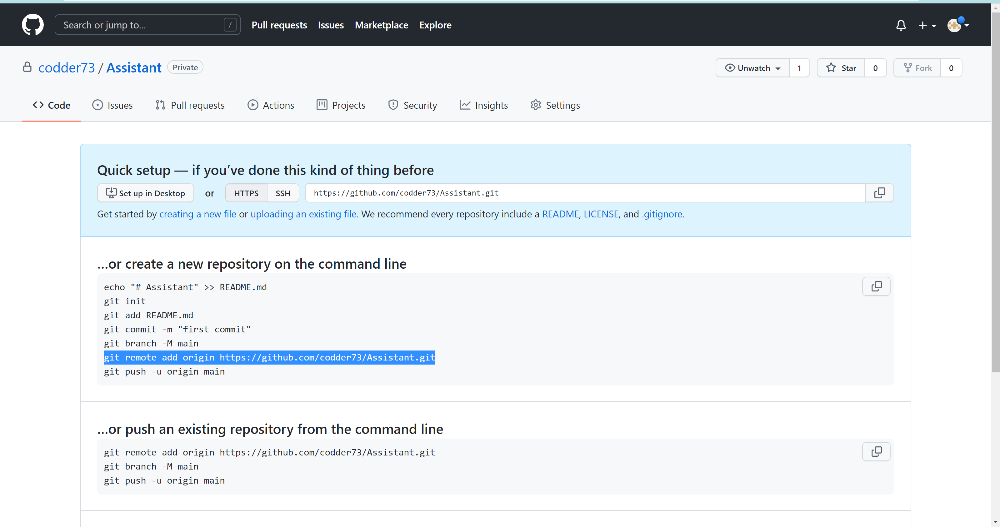 Search or jump to... /
Pull requests Issues Marketplace Explore
codder73 / Assistant Private
Unwatch 1 Star 0 Fork 0
Code Issues Pull requests Actions Projects Security Insights Settings
Quick setup — if you’ve done this kind of thing before
Set up in Desktop or HTTPS SSH https://github.com/codder73/Assistant.git
Get started by creating a new file or uploading an existing file. We recommend every repository include a README, LICENSE, and .gitignore.
…or create a new repository on the command line
echo "# Assistant" >> README.md
git init
git add README.md
git commit -m "first commit"
git branch -M main
git remote add origin https://github.com/codder73/Assistant.git
git push -u origin main
…or push an existing repository from the command line
git remote add origin https://github.com/codder73/Assistant.git
git branch -M main
git push -u origin main